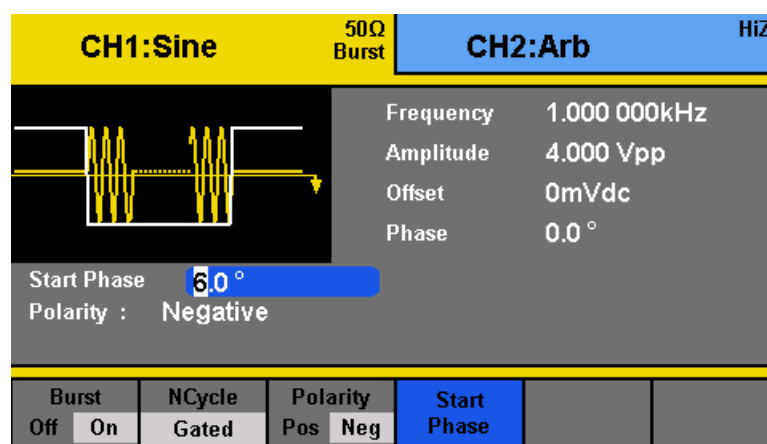 CH1:Sine
50Ω
Burst
CH2:Arb
HiZ
Frequency 1.000 000kHz
Amplitude 4.000 Vpp
Offset 0mVdc
Phase 0.0 °
Start Phase 6.0 °
Polarity : Negative
Burst
Off On
NCycle
Gated
Polarity
Pos Neg
Start
Phase